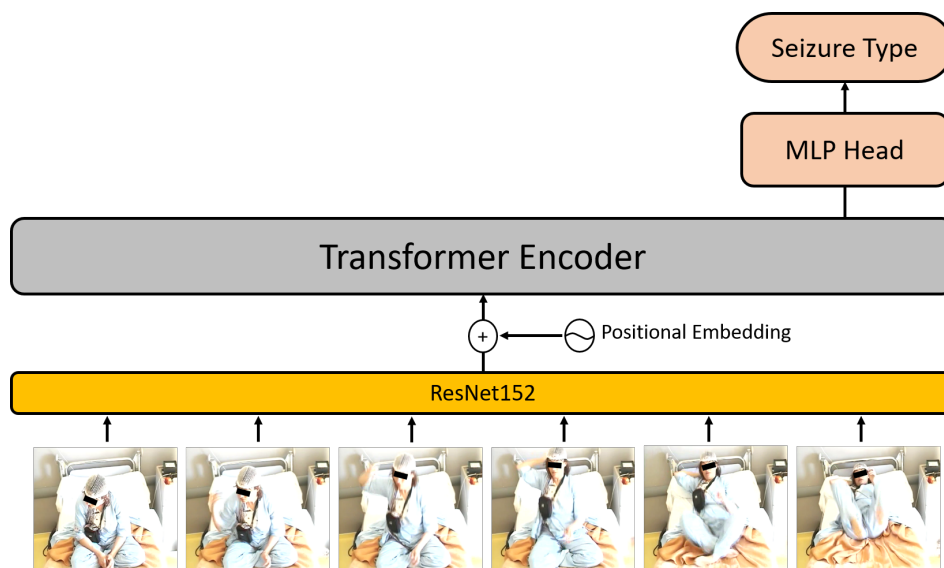 Seizure Type
MLP Head
Transformer Encoder
+
Positional Embedding
ResNet152